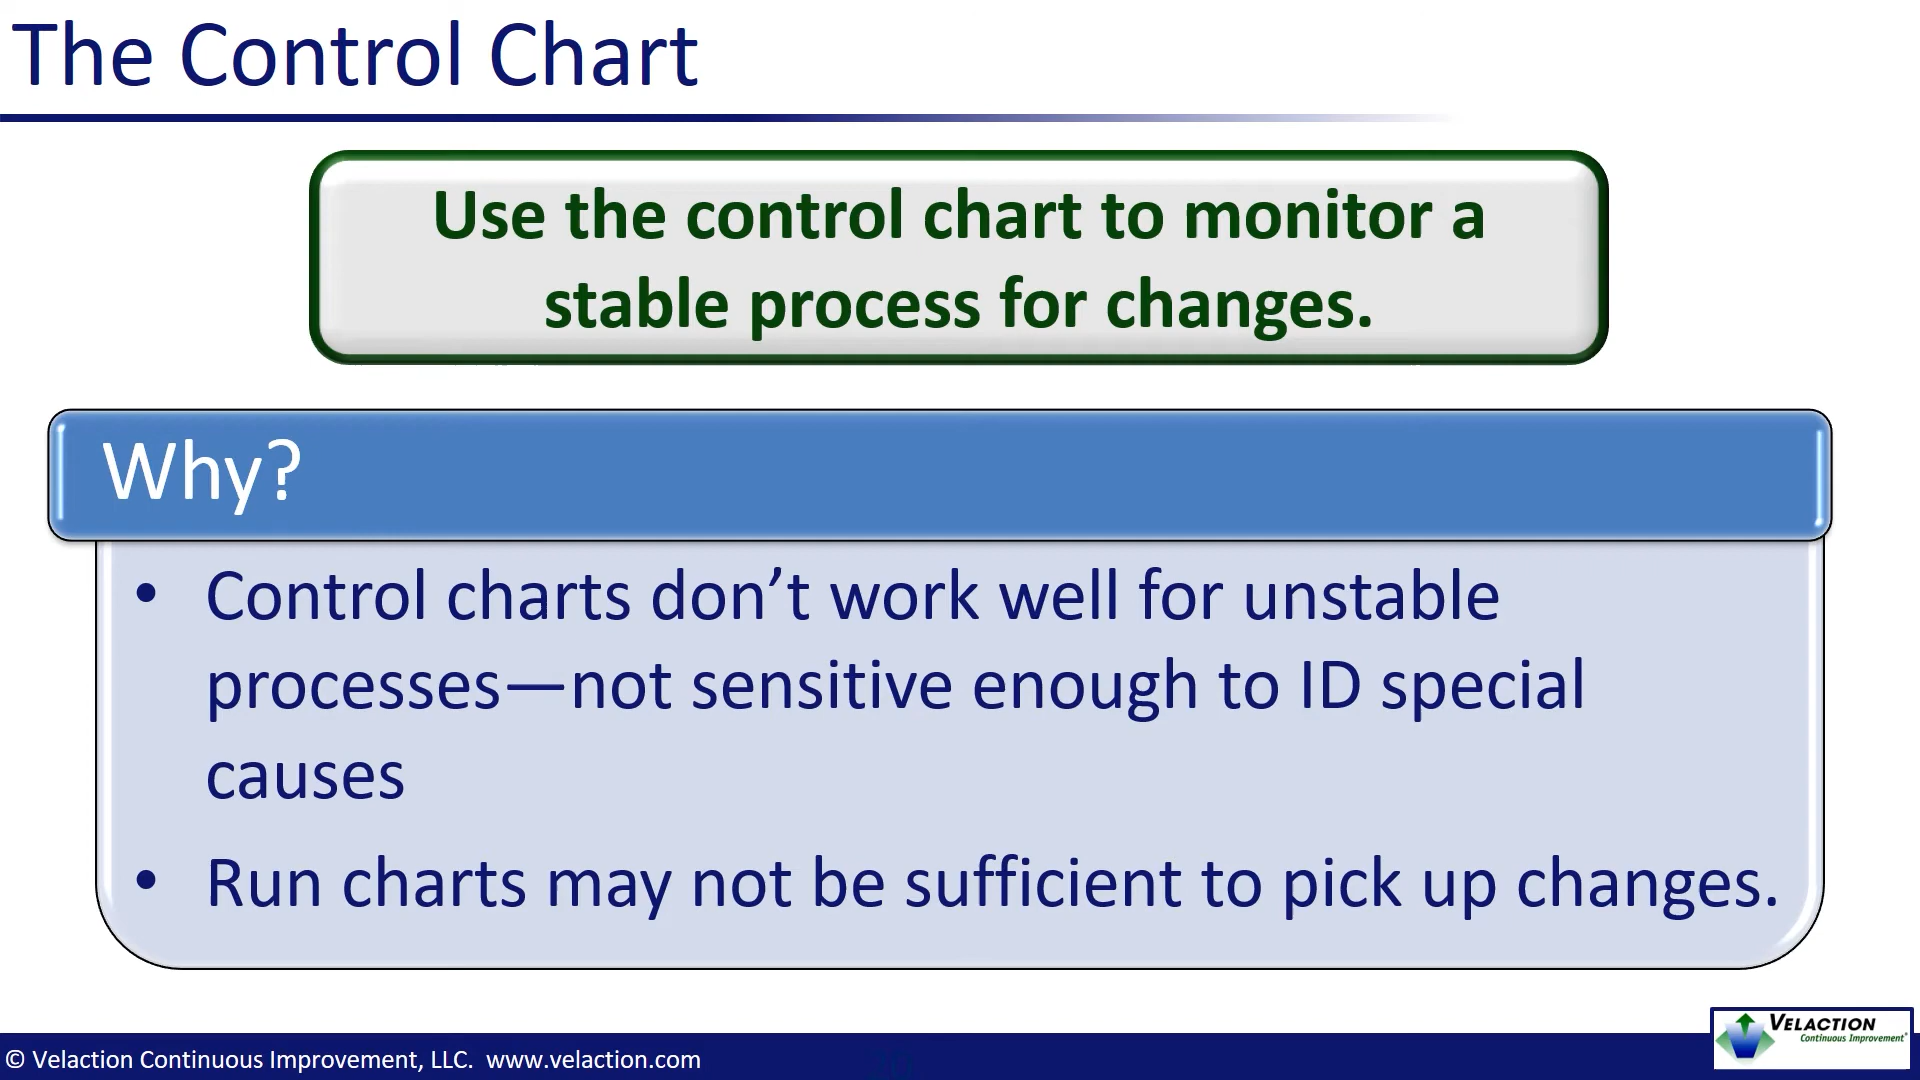 The Control Chart
Use the control chart to monitor a
stable process for changes.
Why?
• Control charts don’t work well for unstable
processes—not sensitive enough to ID special
causes
• Run charts may not be sufficient to pick up changes.
© Velaction Continuous Improvement, LLC. www.velaction.com
VELACTION
Continuous Improvement